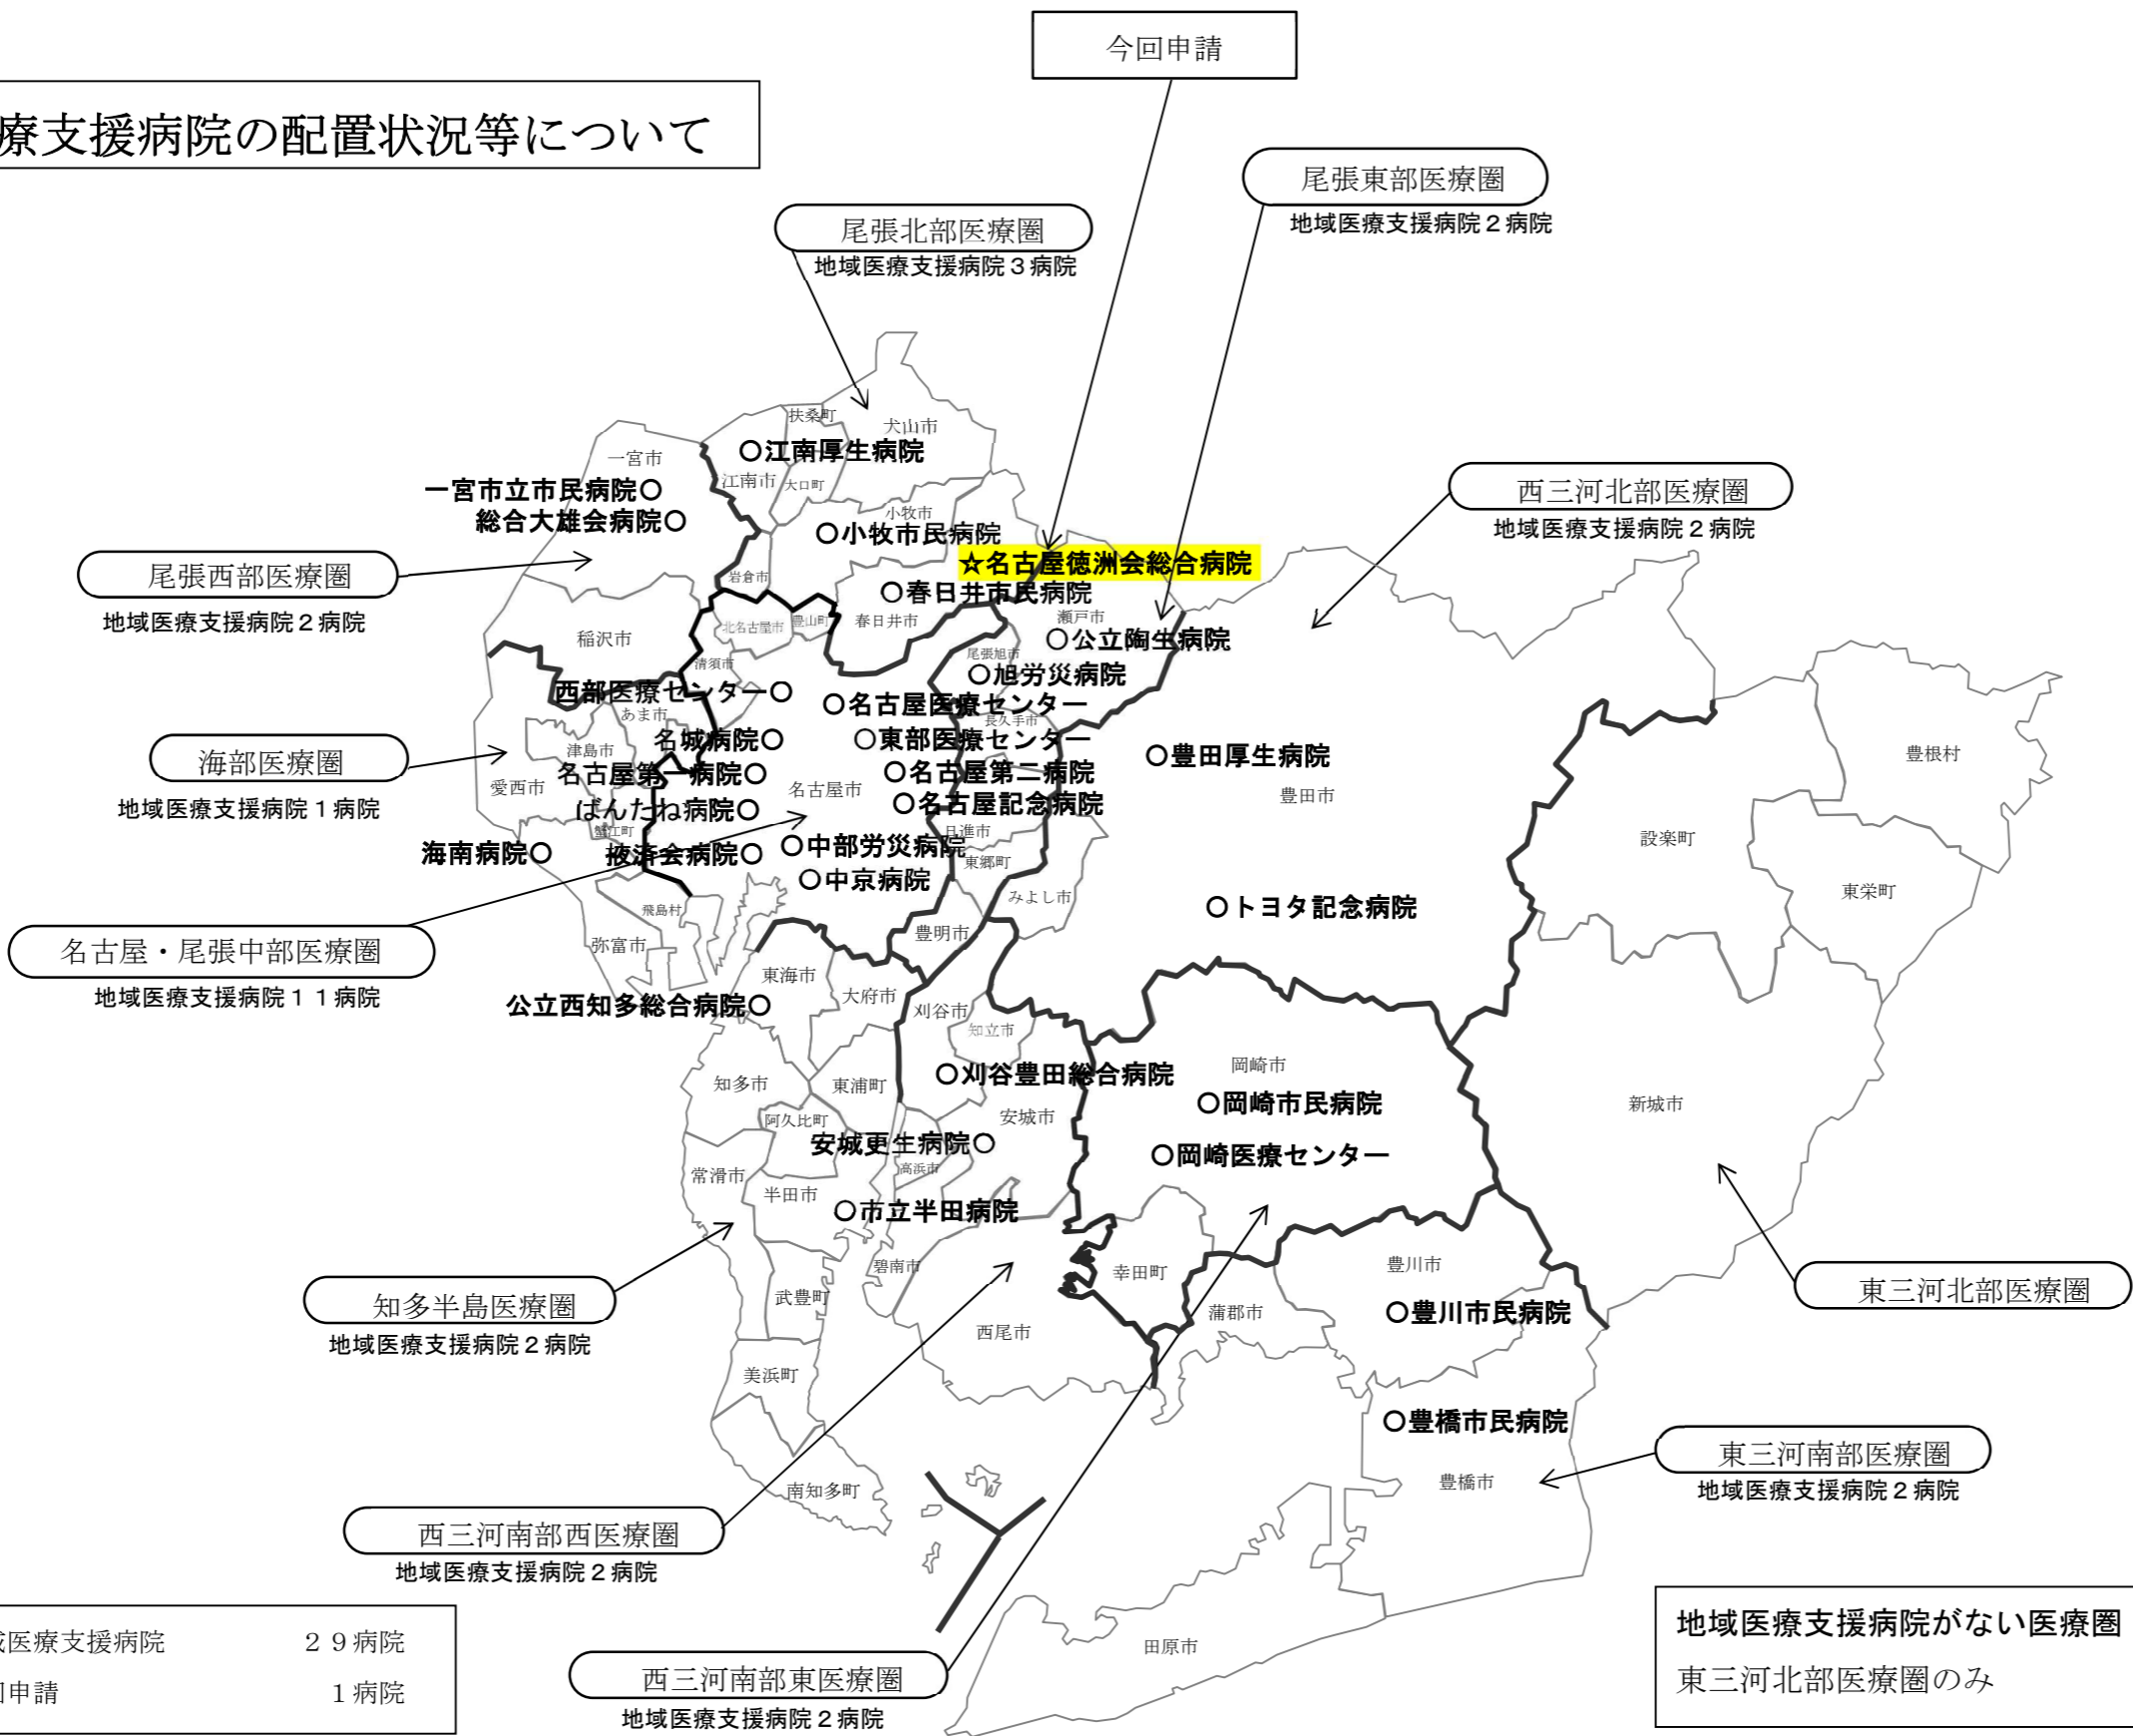 今回申請
療支援病院の配置状況等について
尾張東部医療圏
地域医療支援病院２病院
尾張北部医療圏
地域医療支援病院３病院
扶桑町
犬山市
○江南厚生病院
一宮市
江南市
大口町
西三河北部医療圏
地域医療支援病院２病院
一宮市立市民病院○
総合大雄会病院○
小牧市
○小牧市民病院
☆名古屋徳洲会総合病院
尾張西部医療圏
地域医療支援病院２病院
岩倉市
○春日井市民病院
北名古屋市
豊山町
春日井市
瀬戸市
稲沢市
○公立陶生病院
清須市
尾張旭市
○旭労災病院
西部医療センター○
○名古屋医療センター
あま市
長久手市
名城病院○
○東部医療センター
津島市
海部医療圏
地域医療支援病院１病院
○豊田厚生病院
豊根村
名古屋第一病院○
○名古屋第二病院
愛西市
名古屋市
豊田市
ばんたね病院○
○名古屋記念病院
蟹江町
日進市
設楽町
海南病院○
掖済会病院○
○中部労災病院
東郷町
○中京病院
みよし市
東栄町
飛島村
○トヨタ記念病院
弥富市
豊明市
名古屋・尾張中部医療圏
地域医療支援病院１１病院
東海市
大府市
公立西知多総合病院○
刈谷市
知立市
知多市
東浦町
○刈谷豊田総合病院
岡崎市
○岡崎市民病院
新城市
阿久比町
安城市
安城更生病院○
○岡崎医療センター
高浜市
常滑市
半田市
○市立半田病院
碧南市
幸田町
豊川市
東三河北部医療圏
知多半島医療圏
地域医療支援病院２病院
武豊町
西尾市
蒲郡市
○豊川市民病院
美浜町
○豊橋市民病院
東三河南部医療圏
地域医療支援病院２病院
豊橋市
南知多町
西三河南部西医療圏
地域医療支援病院２病院
田原市
西三河南部東医療圏
地域医療支援病院２病院
域医療支援病院 ２９病院
回申請 １病院
地域医療支援病院がない医療圏
東三河北部医療圏のみ